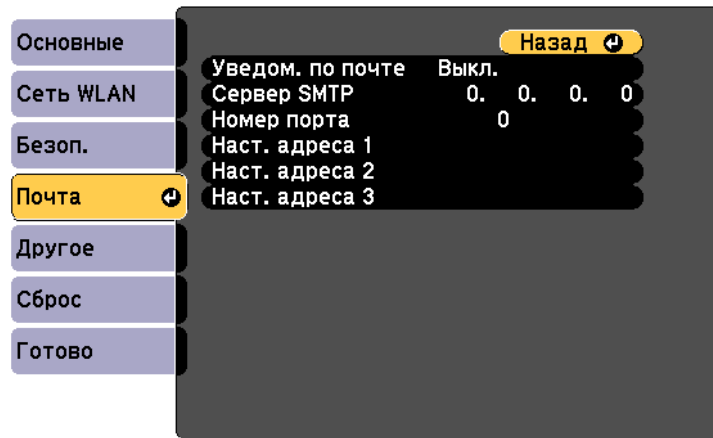 Основные
Сеть WLAN
Безоп.
Почта
Другое
Сброс
Готово
Назад
Уведом. по почте Выкл.
Сервер SMTP 0. 0. 0. 0
Номер порта 0
Наст. адреса 1
Наст. адреса 2
Наст. адреса 3